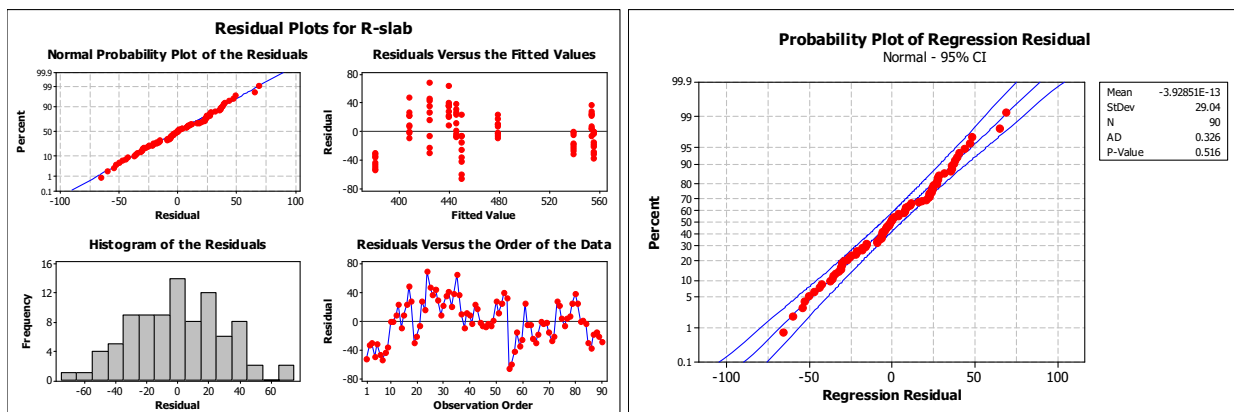 Residual Plots for R-slab
Normal Probability Plot of the Residuals
99.9
99
90
50
10
1
0.1
Percent
-100 -50 0 50 100
Residual
Residuals Versus the Fitted Values
80
40
0
-40
-80
Residual
400 440 480 520 560
Fitted Value
Histogram of the Residuals
16
12
8
4
0
Frequency
-60 -40 -20 0 20 40 60
Residual
Residuals Versus the Order of the Data
80
40
0
-40
-80
Residual
1 10 20 30 40 50 60 70 80 90
Observation Order
Probability Plot of Regression Residual
Normal - 95% CI
99.9
99
95
90
80
70
60
50
40
30
20
10
5
1
0.1
Percent
-100 -50 0 50 100
Regression Residual
Mean -3.92851E-13
StDev 29.04
N 90
AD 0.326
P-Value 0.516